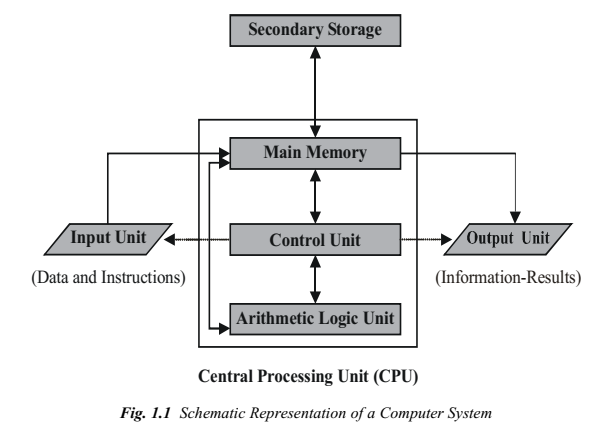 Secondary Storage
Main Memory
Input Unit
Control Unit
Output Unit
(Data and Instructions)
(Information-Results)
Arithmetic Logic Unit
Central Processing Unit (CPU)
Fig. 1.1 Schematic Representation of a Computer System